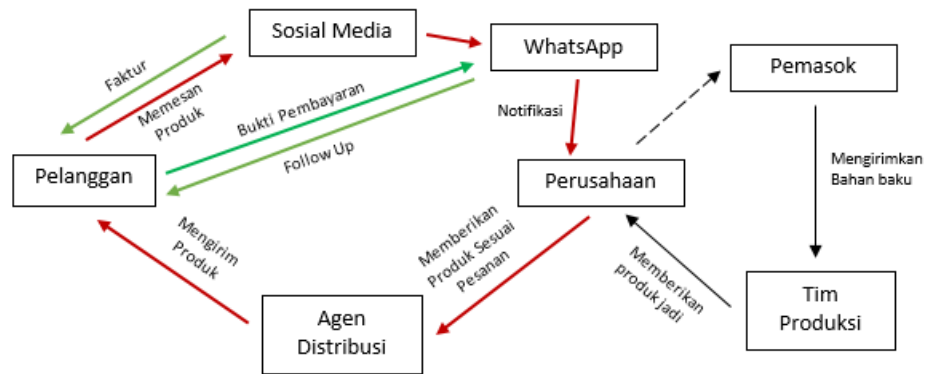 Sosial Media
WhatsApp
Pemasok
Faktur
Memesan
Produk
Bukti Pembayaran
Follow Up
Notifikasi
Mengirimkan
Bahan baku
Pelanggan
Perusahaan
Mengirim
Produk
Memberikan
Produk Sesuai
Pesanan
Memberikan
produk jadi
Agen
Distribusi
Tim
Produksi